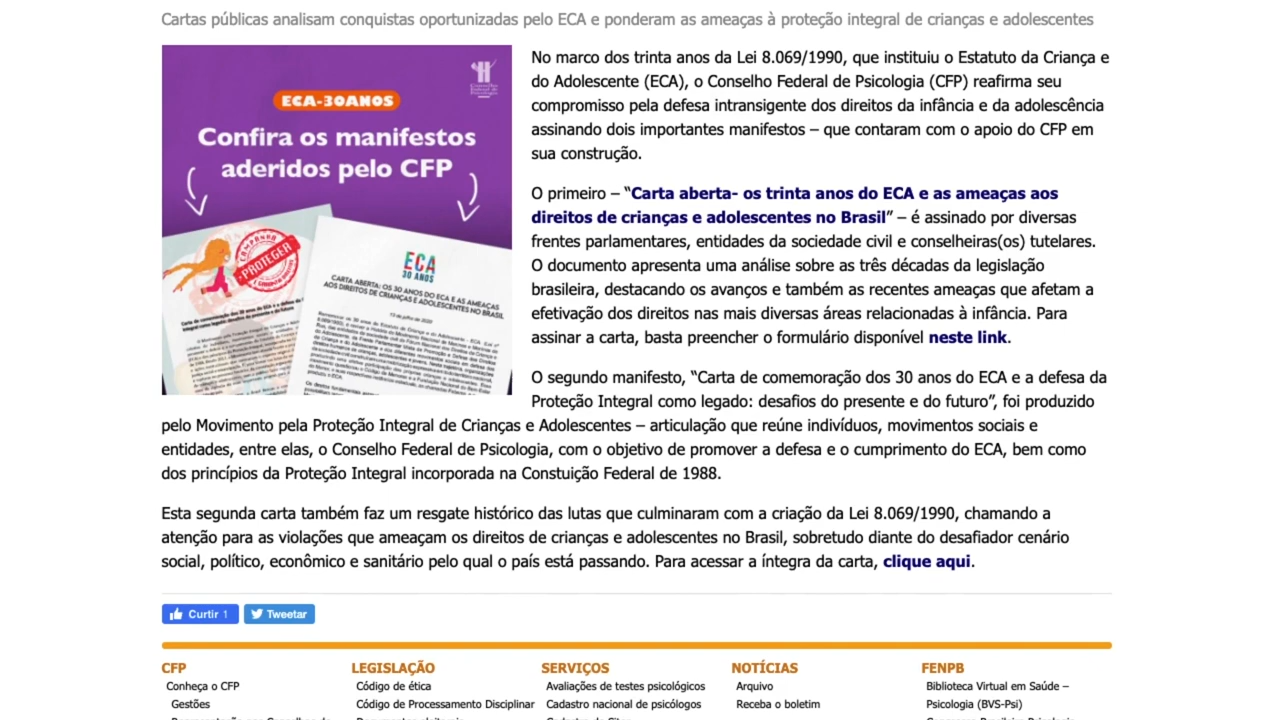 Cartas públicas analisam conquistas oportunizadas pelo ECA e ponderam as ameaças à proteção integral de crianças e adolescentes
Conselho
Federal de
Psicologia
ECA-30ANOS
Confira os manifestos
aderidos pelo CFP
CAMPANHA
PROTEGER
ECA
30 ANOS
CARTA ABERTA: OS 30 ANOS DO ECA E AS AMEAÇAS
AOS DIREITOS DE CRIANÇAS E ADOLESCENTES NO BRASIL
No marco dos trinta anos da Lei 8.069/1990, que instituiu o Estatuto da Criança e
do Adolescente (ECA), o Conselho Federal de Psicologia (CFP) reafirma seu
compromisso pela defesa intransigente dos direitos da infância e da adolescência
assinando dois importantes manifestos – que contaram com o apoio do CFP em
sua construção.
O primeiro – “Carta aberta- os trinta anos do ECA e as ameaças aos
direitos de crianças e adolescentes no Brasil” – é assinado por diversas
frentes parlamentares, entidades da sociedade civil e conselheiras(os) tutelares.
O documento apresenta uma análise sobre as três décadas da legislação
brasileira, destacando os avanços e também as recentes ameaças que afetam a
efetivação dos direitos nas mais diversas áreas relacionadas à infância. Para
assinar a carta, basta preencher o formulário disponível neste link.
O segundo manifesto, “Carta de comemoração dos 30 anos do ECA e a defesa da
Proteção Integral como legado: desafios do presente e do futuro”, foi produzido
pelo Movimento pela Proteção Integral de Crianças e Adolescentes – articulação que reúne indivíduos, movimentos sociais e
entidades, entre elas, o Conselho Federal de Psicologia, com o objetivo de promover a defesa e o cumprimento do ECA, bem como
dos princípios da Proteção Integral incorporada na Constuição Federal de 1988.
Esta segunda carta também faz um resgate histórico das lutas que culminaram com a criação da Lei 8.069/1990, chamando a
atenção para as violações que ameaçam os direitos de crianças e adolescentes no Brasil, sobretudo diante do desafiador cenário
social, político, econômico e sanitário pelo qual o país está passando. Para acessar a íntegra da carta, clique aqui.
Curtir 1 Tweetar
CFP LEGISLAÇÃO SERVIÇOS NOTÍCIAS FENPB
Conheça o CFP Código de ética Avaliações de testes psicológicos Arquivo Biblioteca Virtual em Saúde –
Gestões Código de Processamento Disciplinar Cadastro nacional de psicólogos Receba o boletim Psicologia (BVS-Psi)